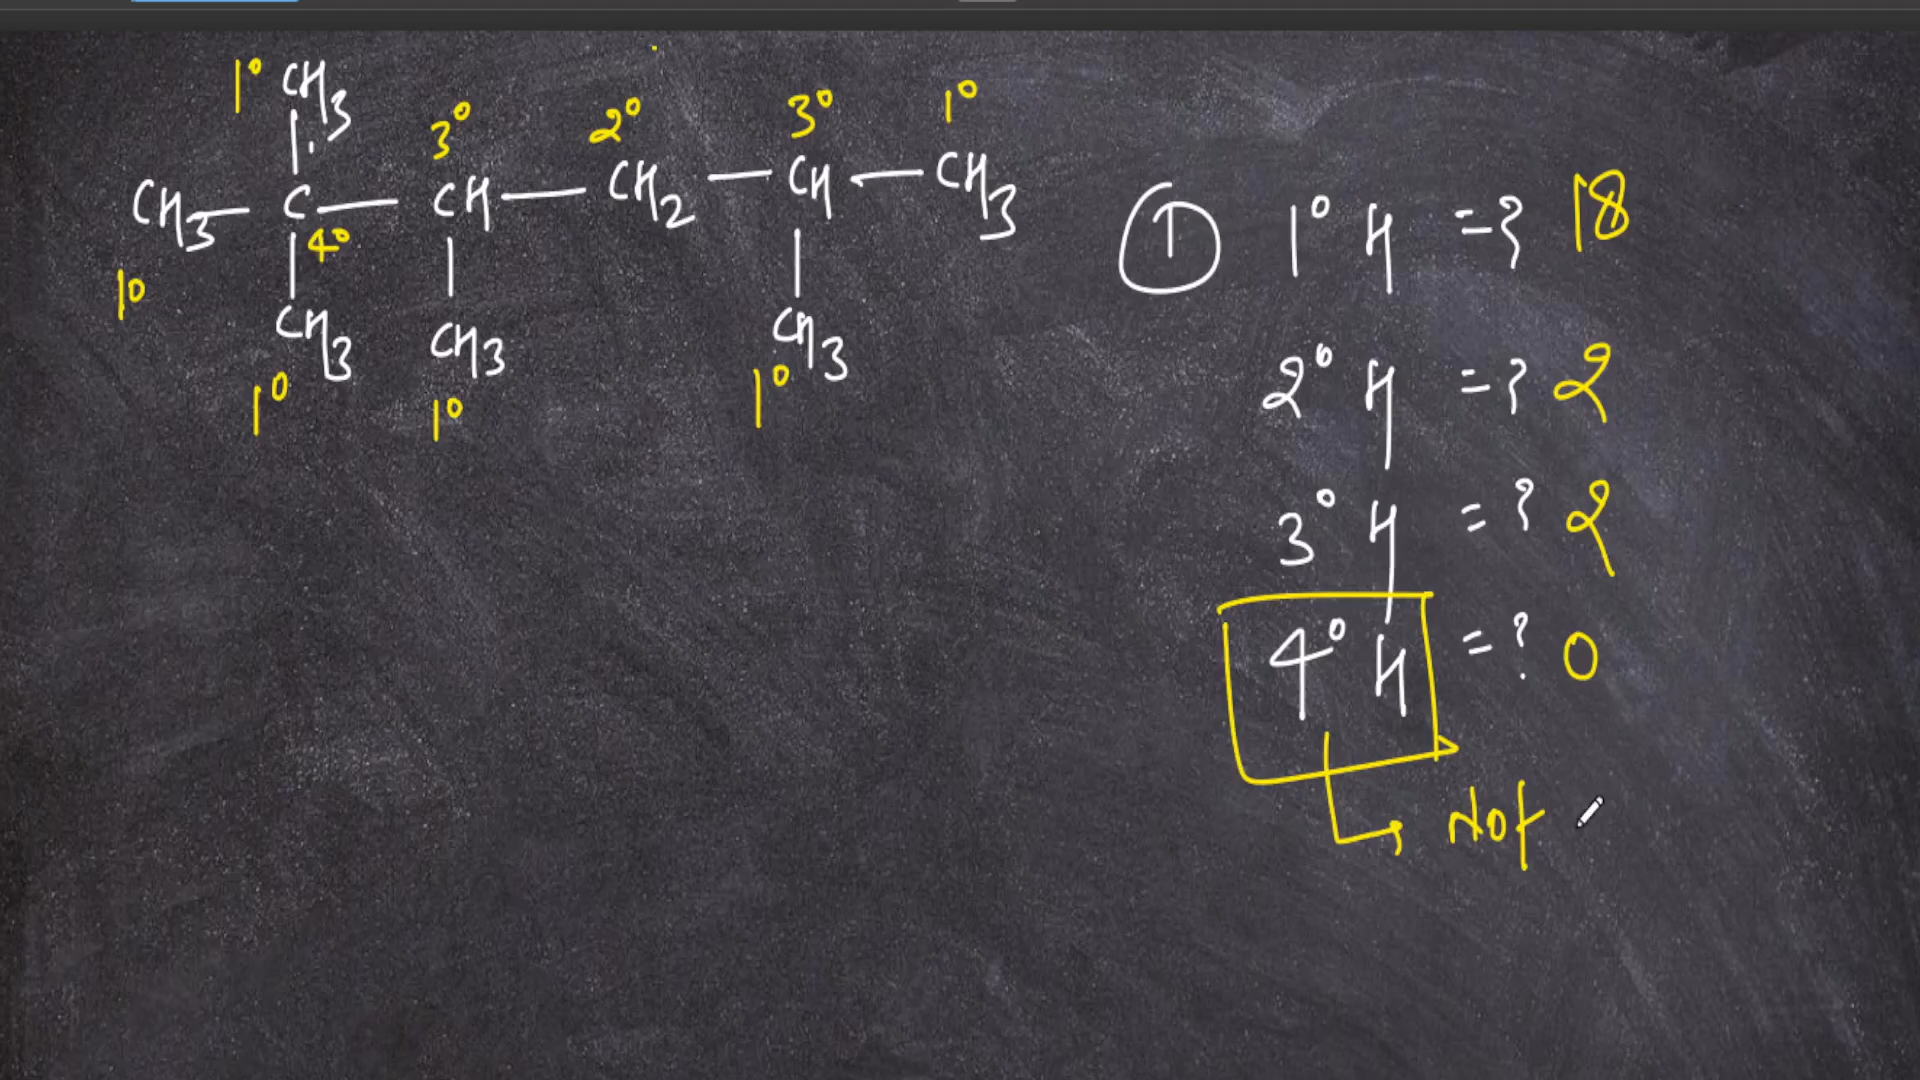 1° CH3
3° 2° 3° 1°
CH3 — C — CH — CH2 — CH — CH3
4°
1°
CH3 CH3 CH3
1° 1° 1°
① 1° H = ? 18
2° H = ? 2
3° H = ? 2
4° H = ? 0
Not